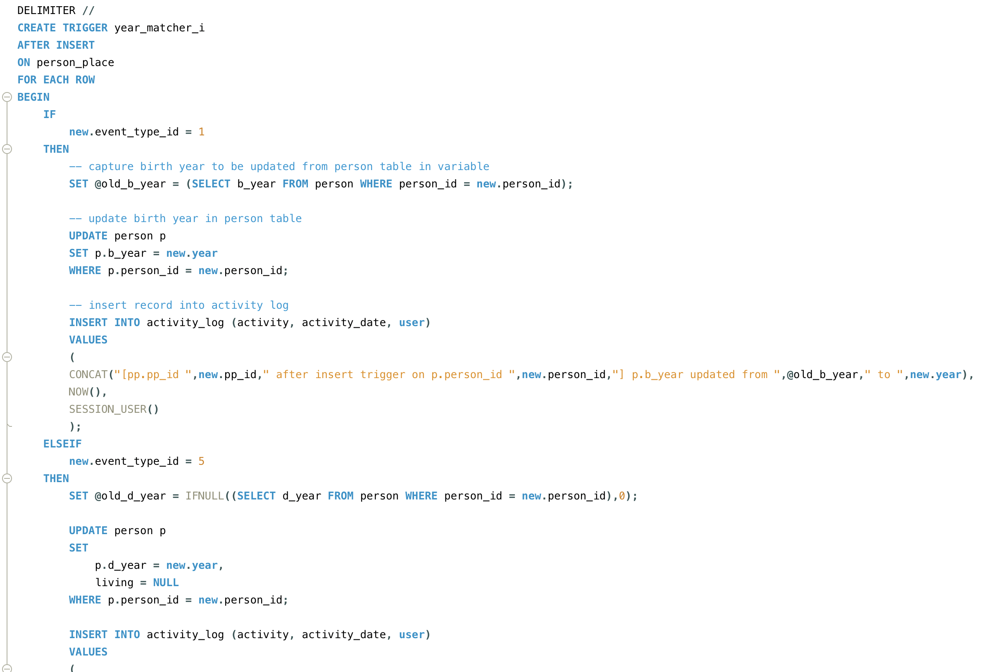 DELIMITER //
CREATE TRIGGER year_matcher_i
AFTER INSERT
ON person_place
FOR EACH ROW
BEGIN
IF
new.event_type_id = 1
THEN
-- capture birth year to be updated from person table in variable
SET @old_b_year = (SELECT b_year FROM person WHERE person_id = new.person_id);
-- update birth year in person table
UPDATE person p
SET p.b_year = new.year
WHERE p.person_id = new.person_id;
-- insert record into activity log
INSERT INTO activity_log (activity, activity_date, user)
VALUES
(
CONCAT("[pp.pp_id ",new.pp_id," after insert trigger on p.person_id ",new.person_id,"] p.b_year updated from ",@old_b_year," to ",new.year),
NOW(),
SESSION_USER()
);
ELSEIF
new.event_type_id = 5
THEN
SET @old_d_year = IFNULL((SELECT d_year FROM person WHERE person_id = new.person_id),0);
UPDATE person p
SET
p.d_year = new.year,
living = NULL
WHERE p.person_id = new.person_id;
INSERT INTO activity_log (activity, activity_date, user)
VALUES
(